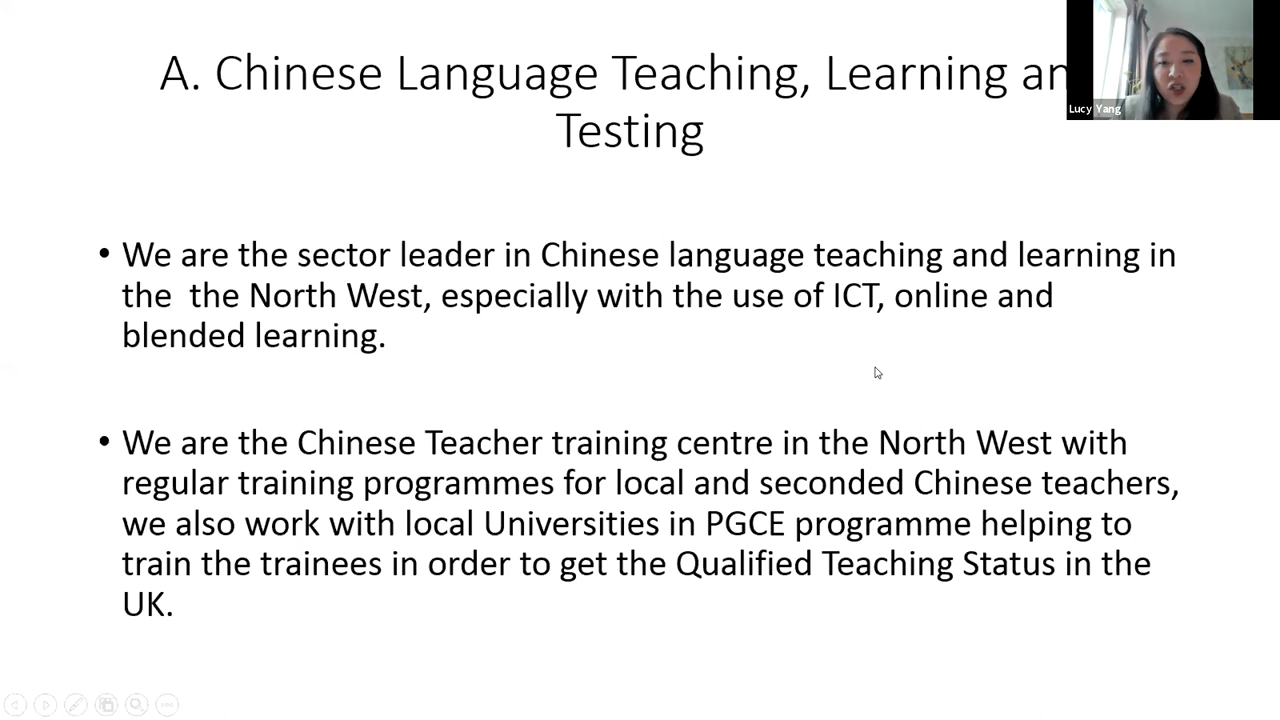 A. Chinese Language Teaching, Learning an
Testing
Lucy Yang
• We are the sector leader in Chinese language teaching and learning in
the  the North West, especially with the use of ICT, online and
blended learning.
• We are the Chinese Teacher training centre in the North West with
regular training programmes for local and seconded Chinese teachers,
we also work with local Universities in PGCE programme helping to
train the trainees in order to get the Qualified Teaching Status in the
UK.